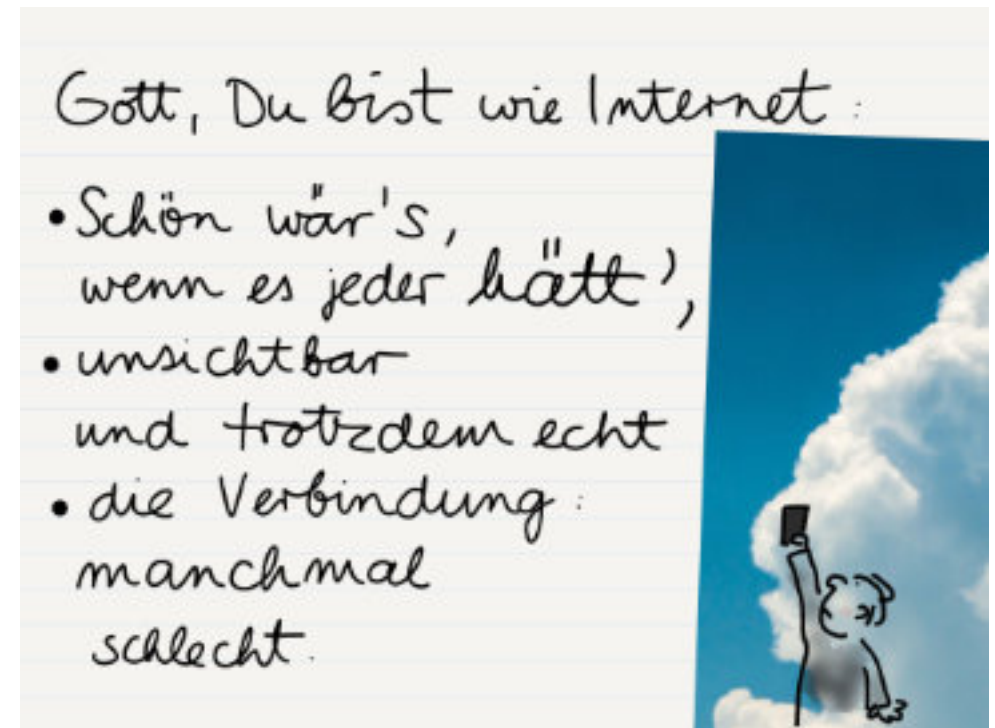 Gott, Du bist wie Internet:
• Schön wär's,
wenn es jeder hätt',
• unsichtbar
und trotzdem echt
• die Verbindung:
manchmal
schlecht.